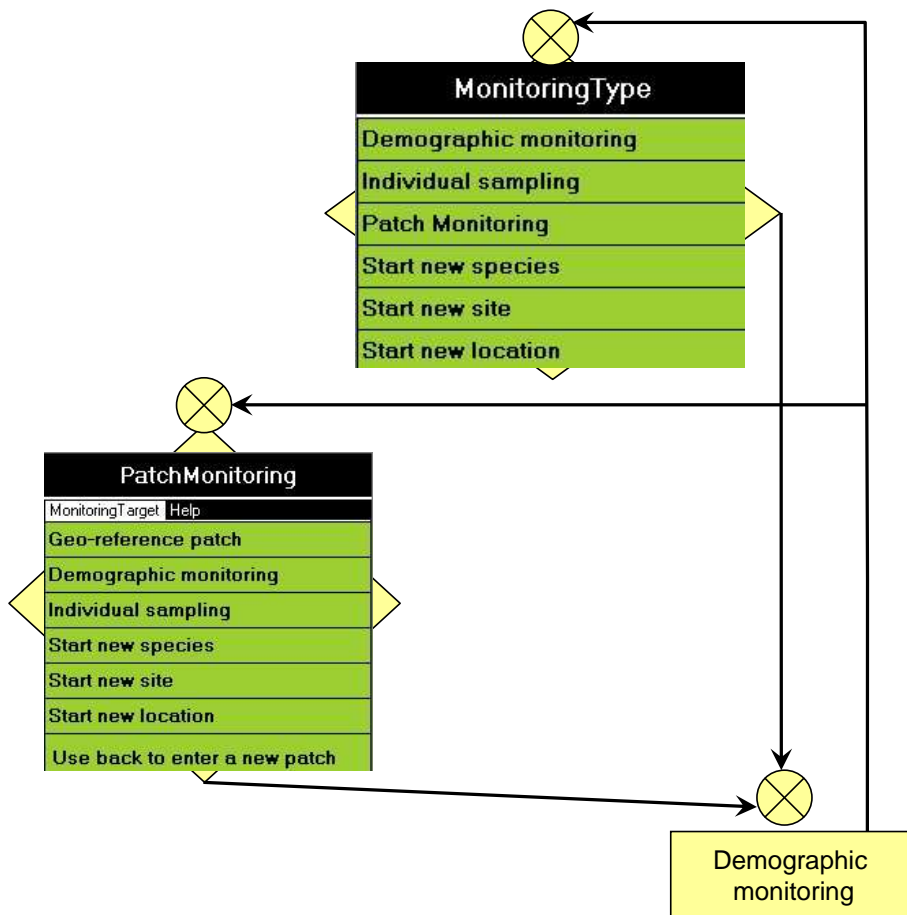 MonitoringType
Demographic monitoring
Individual sampling
Patch Monitoring
Start new species
Start new site
Start new location
PatchMonitoring
MonitoringTarget Help
Geo-reference patch
Demographic monitoring
Individual sampling
Start new species
Start new site
Start new location
Use back to enter a new patch
Demographic
monitoring